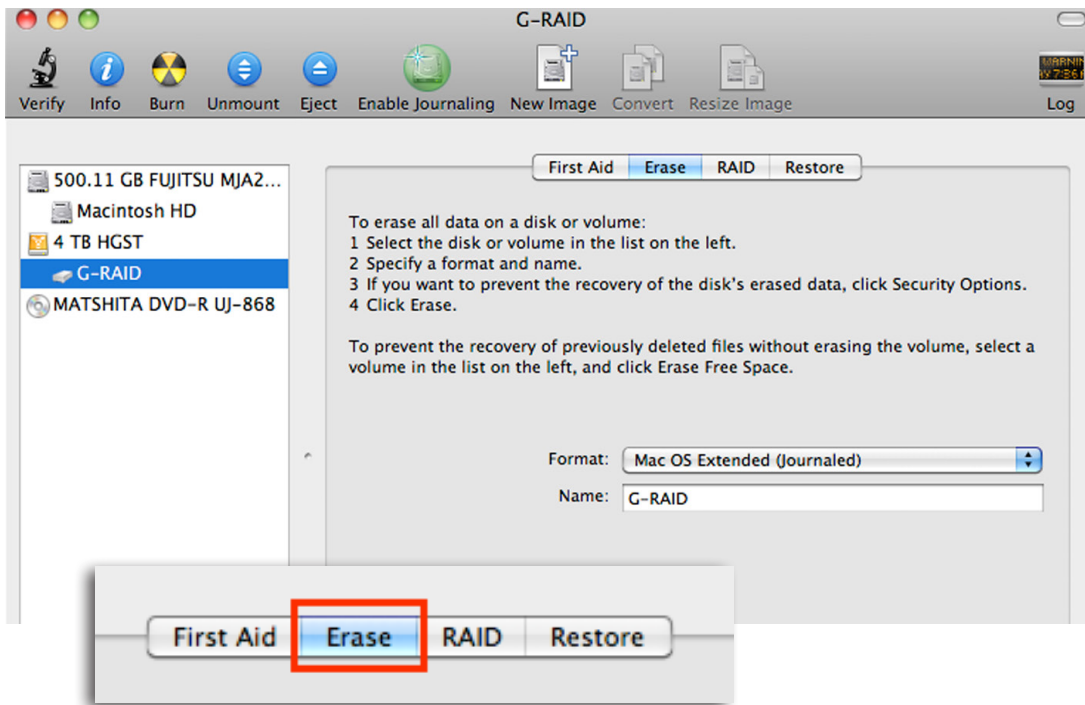 G-RAID
Verify Info Burn Unmount Eject Enable Journaling New Image Convert Resize Image Log
WARNIN
AY 7:86
First Aid Erase RAID Restore
500.11 GB FUJITSU MJA2...
Macintosh HD
4 TB HGST
G-RAID
MATSHITA DVD-R UJ-868
To erase all data on a disk or volume:
1 Select the disk or volume in the list on the left.
2 Specify a format and name.
3 If you want to prevent the recovery of the disk's erased data, click Security Options.
4 Click Erase.
To prevent the recovery of previously deleted files without erasing the volume, select a
volume in the list on the left, and click Erase Free Space.
Format: Mac OS Extended (Journaled)
Name: G-RAID
First Aid Erase RAID Restore